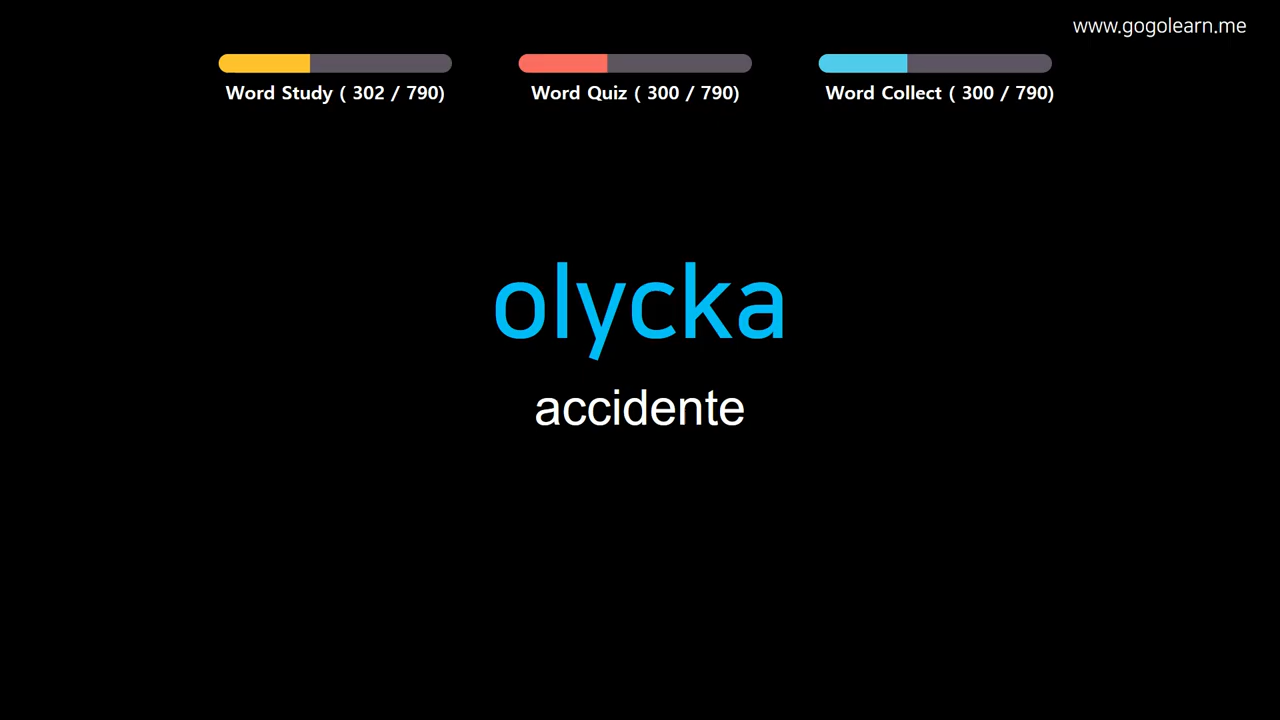 www.gogolearn.me
Word Study ( 302 / 790)
Word Quiz ( 300 / 790)
Word Collect ( 300 / 790)
olycka
accidente